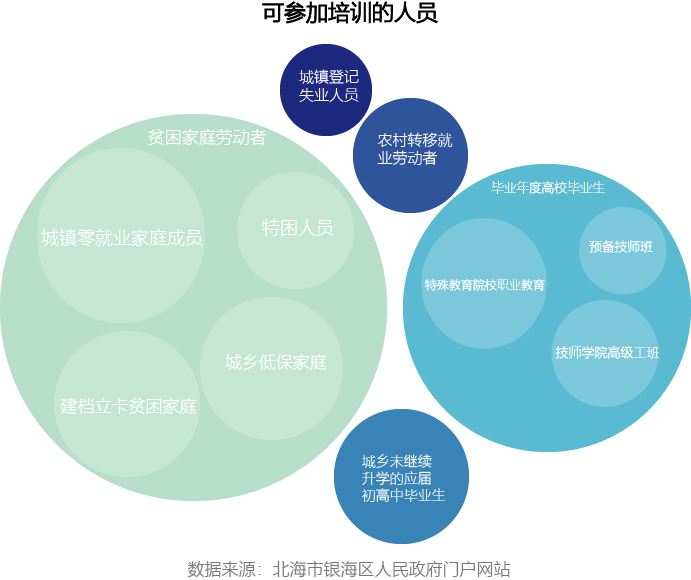 可参加培训的人员
城镇登记
失业人员
农村转移就
业劳动者
贫困家庭劳动者
城镇零就业家庭成员
特困人员
城乡低保家庭
建档立卡贫困家庭
毕业年度高校毕业生
预备技师班
特殊教育院校职业教育
技师学院高级工班
城乡未继续
升学的应届
初高中毕业生
数据来源：北海市银海区人民政府门户网站